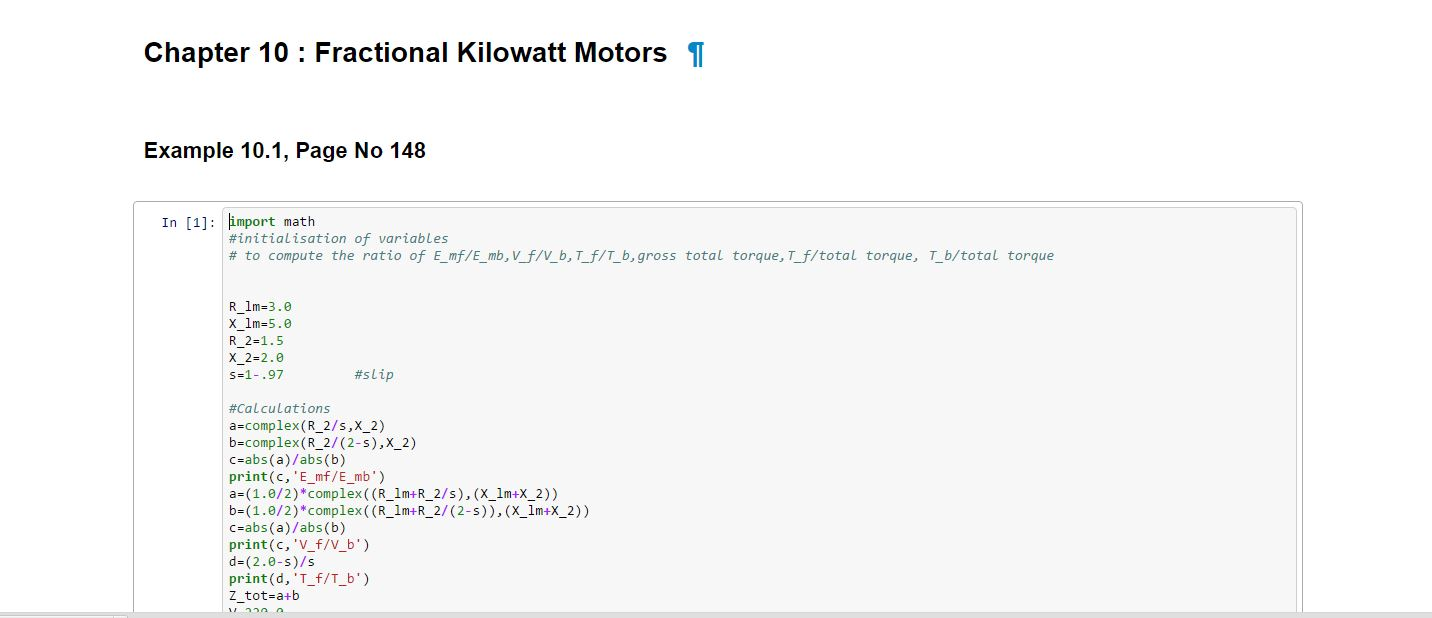 Chapter 10 : Fractional Kilowatt Motors ¶
Example 10.1, Page No 148
In [1]: import math
#initialisation of variables
# to compute the ratio of E_mf/E_mb,V_f/V_b,T_f/T_b,gross total torque,T_f/total torque, T_b/total torque
R_lm=3.0
X_lm=5.0
R_2=1.5
X_2=2.0
s=1-.97         #slip
#Calculations
a=complex(R_2/s,X_2)
b=complex(R_2/(2-s),X_2)
c=abs(a)/abs(b)
print(c,'E_mf/E_mb')
a=(1.0/2)*complex((R_lm+R_2/s),(X_lm+X_2))
b=(1.0/2)*complex((R_lm+R_2/(2-s)),(X_lm+X_2))
c=abs(a)/abs(b)
print(c,'V_f/V_b')
d=(2.0-s)/s
print(d,'T_f/T_b')
Z_tot=a+b